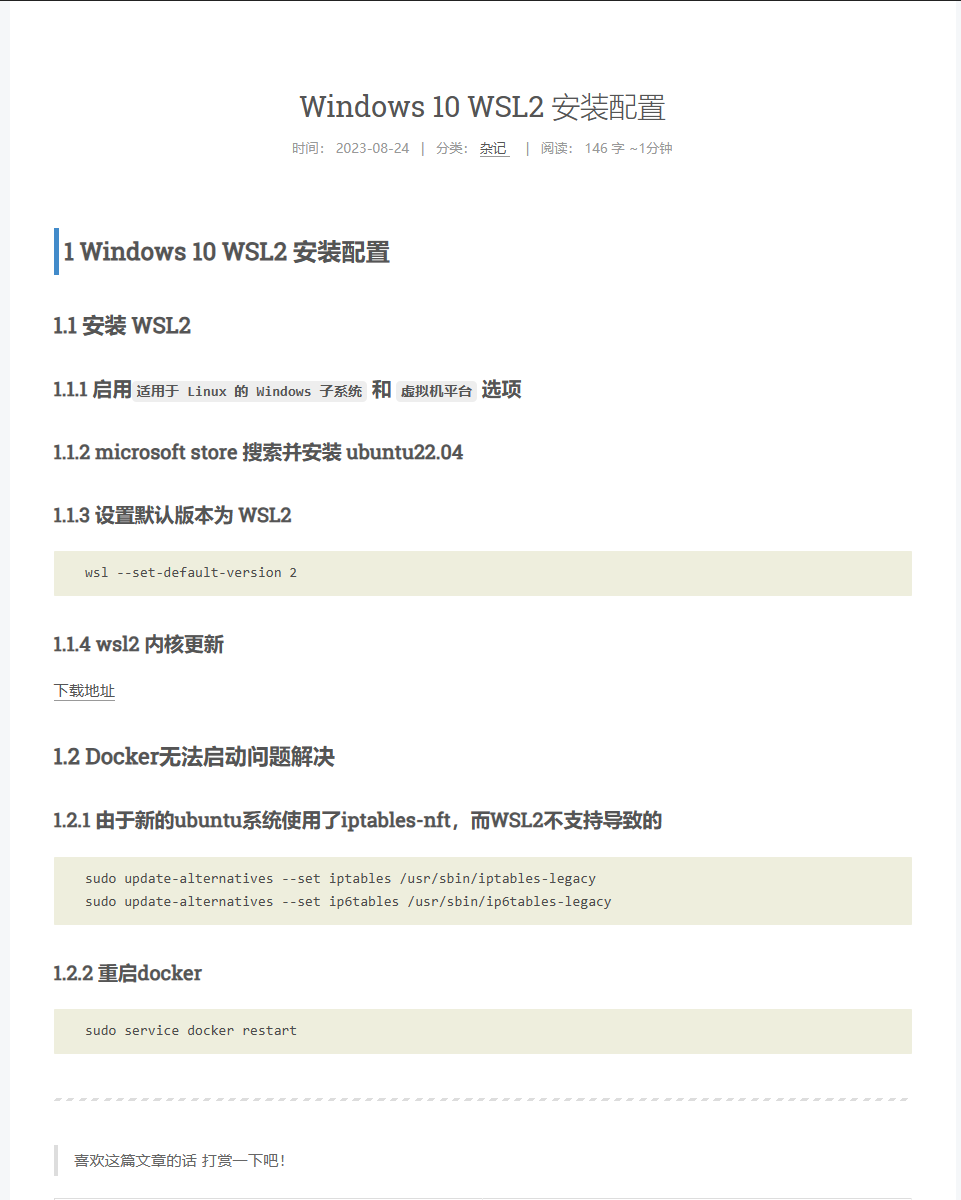 Windows 10 WSL2 安装配置
时间： 2023-08-24 | 分类： 杂记 | 阅读： 146 字 ~1分钟
1 Windows 10 WSL2 安装配置
1.1 安装 WSL2
1.1.1 启用 适用于 Linux 的 Windows 子系统 和 虚拟机平台 选项
1.1.2 microsoft store 搜索并安装 ubuntu22.04
1.1.3 设置默认版本为 WSL2
wsl --set-default-version 2
1.1.4 wsl2 内核更新
下载地址
1.2 Docker无法启动问题解决
1.2.1 由于新的ubuntu系统使用了iptables-nft，而WSL2不支持导致的
sudo update-alternatives --set iptables /usr/sbin/iptables-legacy
sudo update-alternatives --set ip6tables /usr/sbin/ip6tables-legacy
1.2.2 重启docker
sudo service docker restart
喜欢这篇文章的话 打赏一下吧！